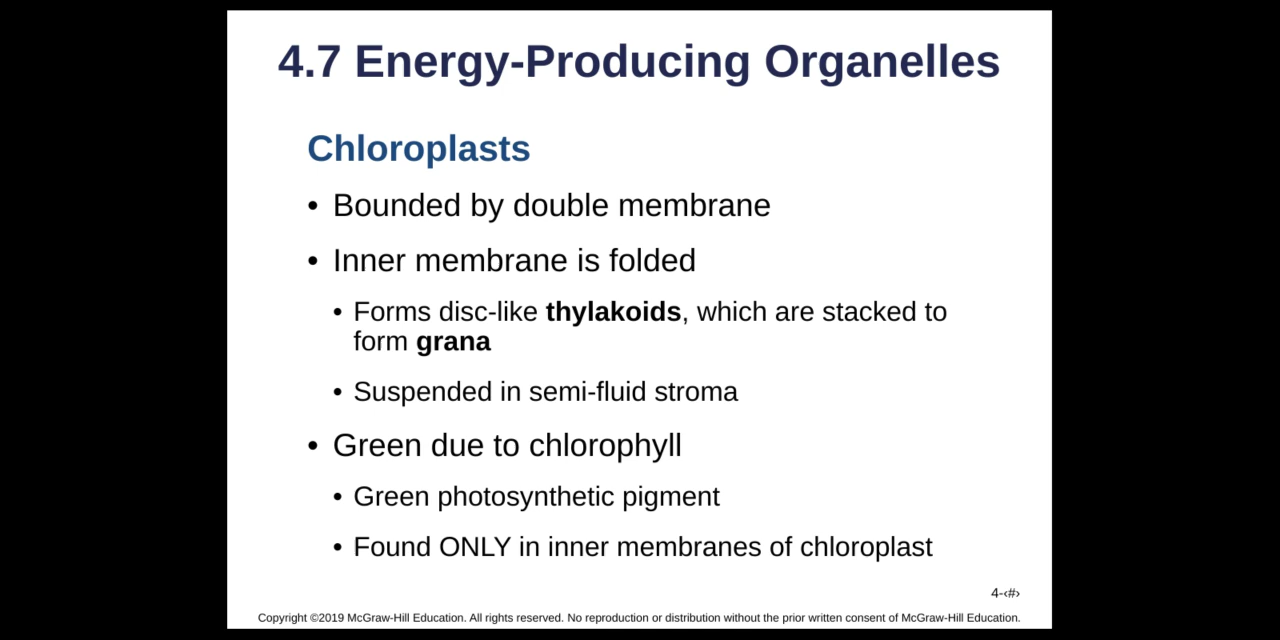 4.7 Energy-Producing Organelles
Chloroplasts
• Bounded by double membrane
• Inner membrane is folded
• Forms disc-like thylakoids, which are stacked to
form grana
• Suspended in semi-fluid stroma
• Green due to chlorophyll
• Green photosynthetic pigment
• Found ONLY in inner membranes of chloroplast
4-‹#›
Copyright ©2019 McGraw-Hill Education. All rights reserved. No reproduction or distribution without the prior written consent of McGraw-Hill Education.